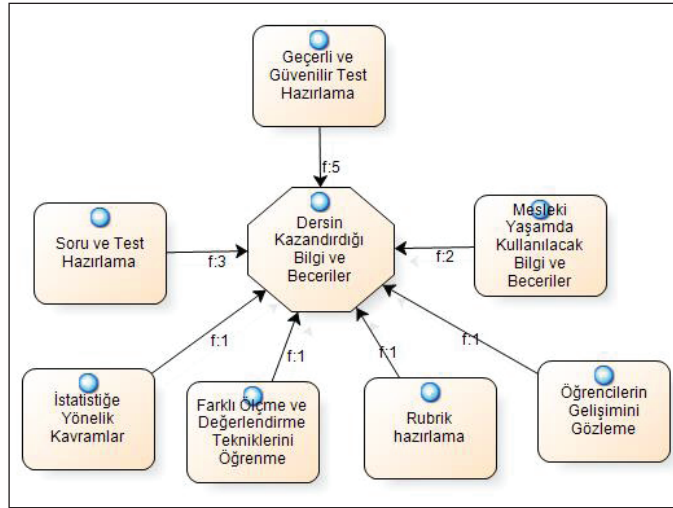 Geçerli ve
Güvenilir Test
Hazırlama
f:5
Dersin
Kazandırdığı
Bilgi ve
Beceriler
Soru ve Test
Hazırlama
f:3
Mesleki
Yaşamda
Kullanılacak
Bilgi ve
Beceriler
f:2
f:1
f:1
f:1
f:1
İstatistiğe
Yönelik
Kavramlar
Farklı Ölçme ve
Değerlendirme
Tekniklerini
Öğrenme
Rubrik
hazırlama
Öğrencilerin
Gelişimini
Gözleme